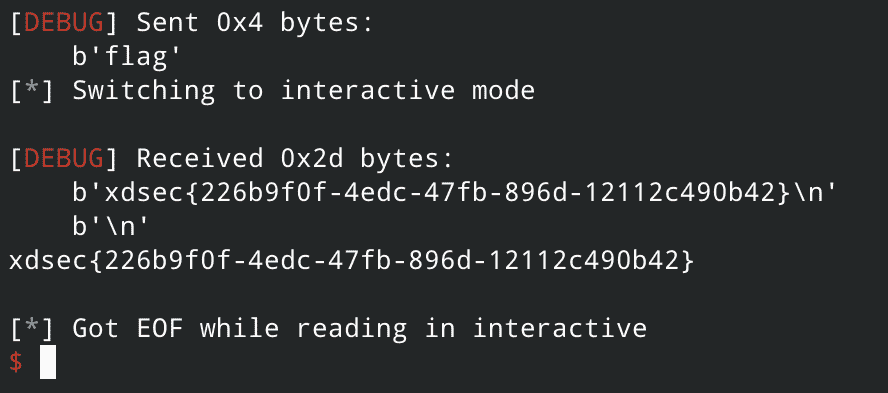 [DEBUG] Sent 0x4 bytes:
    b'flag'
[*] Switching to interactive mode

[DEBUG] Received 0x2d bytes:
    b'xdsec{226b9f0f-4edc-47fb-896d-12112c490b42}\n'
    b'\n'
xdsec{226b9f0f-4edc-47fb-896d-12112c490b42}

[*] Got EOF while reading in interactive
$